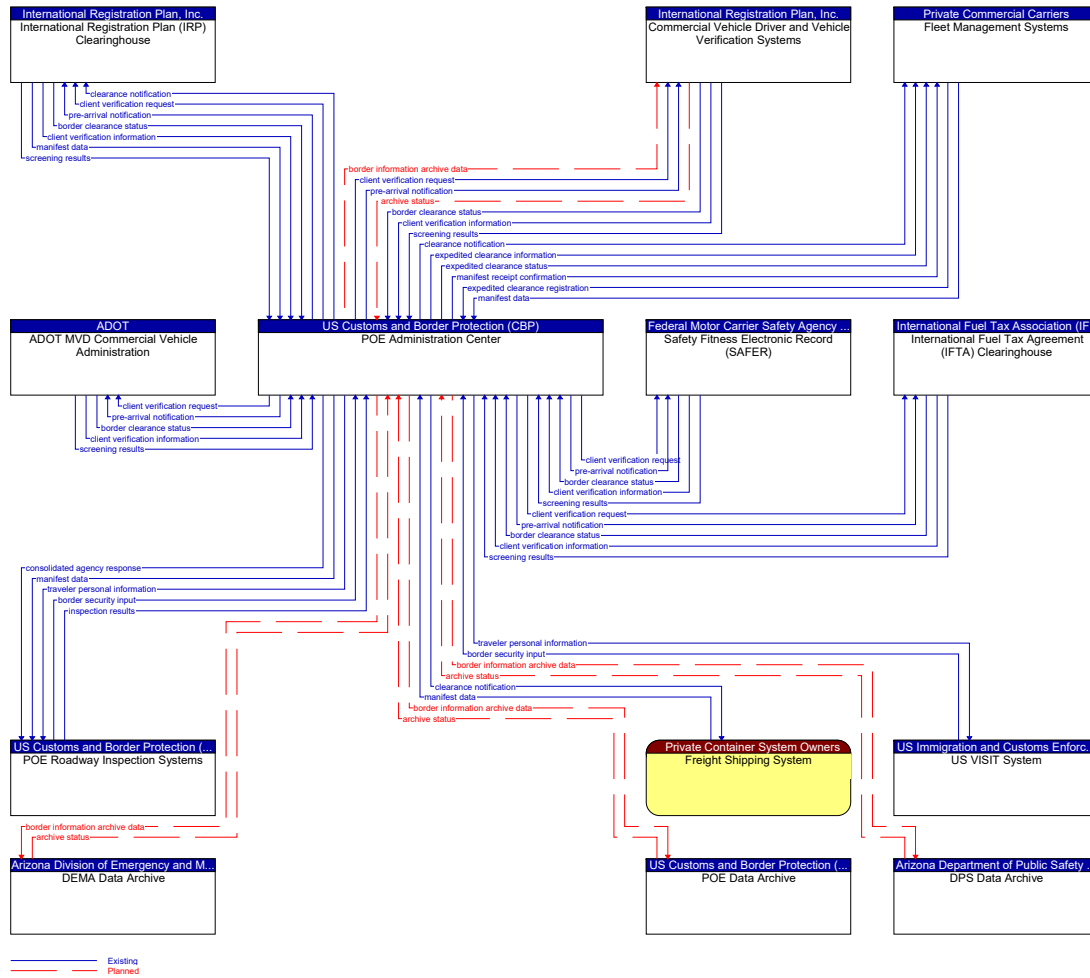 International Registration Plan, Inc.
International Registration Plan (IRP)
Clearinghouse
International Registration Plan, Inc.
Commercial Vehicle Driver and Vehicle
Verification Systems
Private Commercial Carriers
Fleet Management Systems
clearance notification
client verification request
pre-arrival notification
border clearance status
client verification information
manifest data
screening results
border information archive data
client verification request
pre-arrival notification
archive status
border clearance status
client verification information
screening results
clearance notification
expedited clearance information
expedited clearance status
manifest receipt confirmation
expedited clearance registration
manifest data
ADOT
ADOT MVD Commercial Vehicle
Administration
US Customs and Border Protection (CBP)
POE Administration Center
Federal Motor Carrier Safety Agency ...
Safety Fitness Electronic Record
(SAFER)
International Fuel Tax Association (IF
International Fuel Tax Agreement
(IFTA) Clearinghouse
client verification request
pre-arrival notification
border clearance status
client verification information
screening results
client verification request
pre-arrival notification
border clearance status
client verification information
screening results
client verification request
pre-arrival notification
border clearance status
client verification information
screening results
consolidated agency response
manifest data
traveler personal information
border security input
inspection results
traveler personal information
border security input
border information archive data
archive status
clearance notification
manifest data
border information archive data
archive status
US Customs and Border Protection (...
POE Roadway Inspection Systems
Private Container System Owners
Freight Shipping System
US Immigration and Customs Enforc...
US VISIT System
border information archive data
archive status
Arizona Division of Emergency and M...
DEMA Data Archive
US Customs and Border Protection (...
POE Data Archive
Arizona Department of Public Safety ...
DPS Data Archive
Existing
Planned